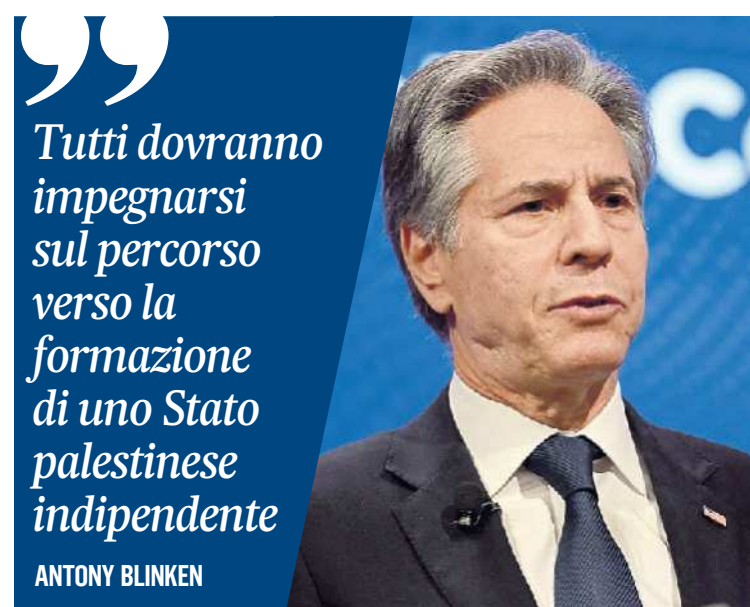 ”
Tutti dovranno
impegnarsi
sul percorso
verso la
formazione
di uno Stato
palestinese
indipendente
ANTONY BLINKEN
C